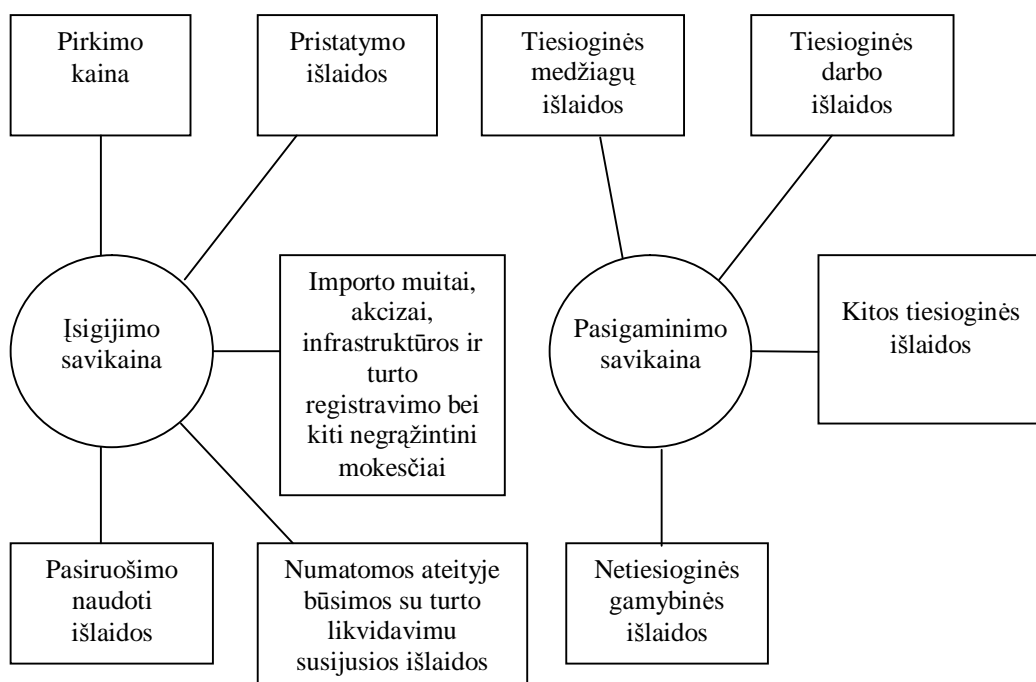 Pirkimo
kaina
Pristatymo
išlaidos
Tiesioginės
medžiagų
išlaidos
Tiesioginės
darbo
išlaidos
Įsigijimo
savikaina
Importo muitai,
akcizai,
infrastruktūros ir
turto
registravimo bei
kiti negrąžintini
mokesčiai
Pasigaminimo
savikaina
Kitos tiesioginės
išlaidos
Pasiruošimo
naudoti
išlaidos
Numatomos ateityje
būsimos su turto
likvidavimu
susijusios išlaidos
Netiesioginės
gamybinės
išlaidos